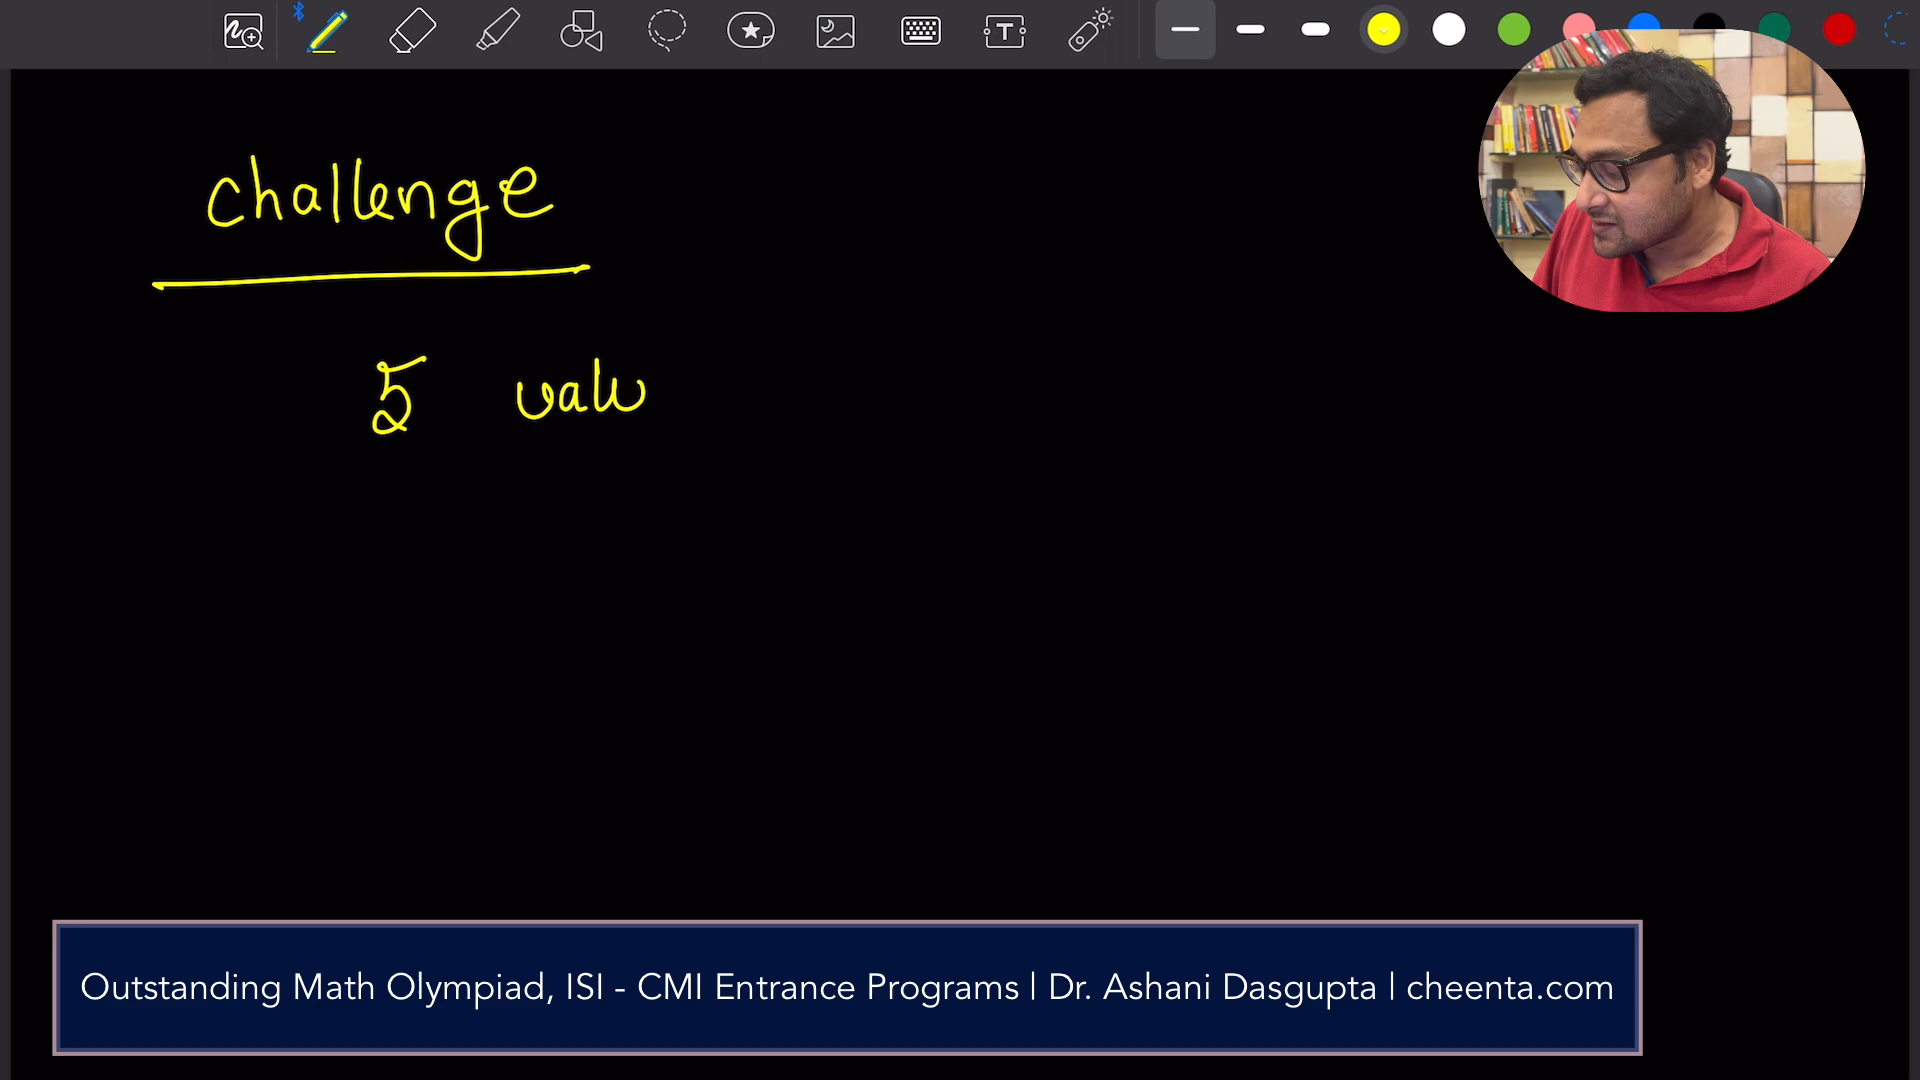 challenge
5 valu
Outstanding Math Olympiad, ISI - CMI Entrance Programs | Dr. Ashani Dasgupta | cheenta.com